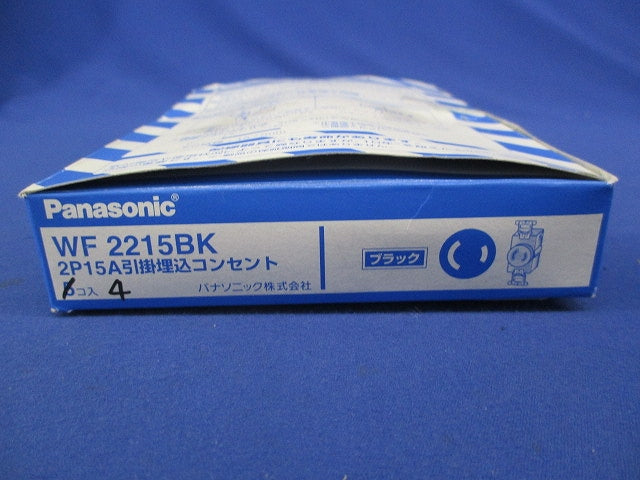 Panasonic®
WF 2215BK
2P15A引掛埋込コンセント
5コ入 4
パナソニック株式会社
ブラック